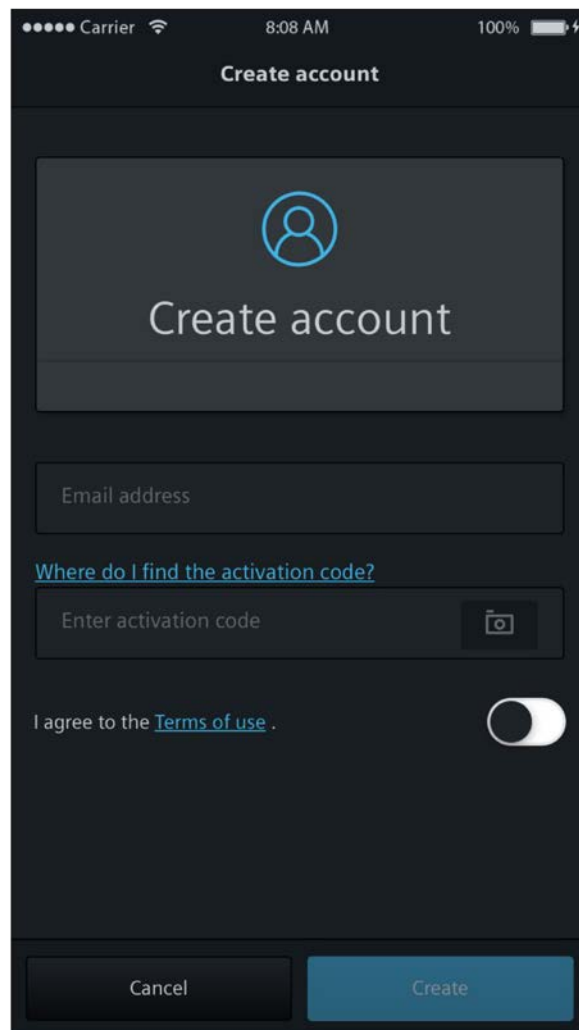 Carrier 8:08 AM 100%
Create account
Create account
Email address
Where do I find the activation code?
Enter activation code
I agree to the Terms of use .
Cancel Create